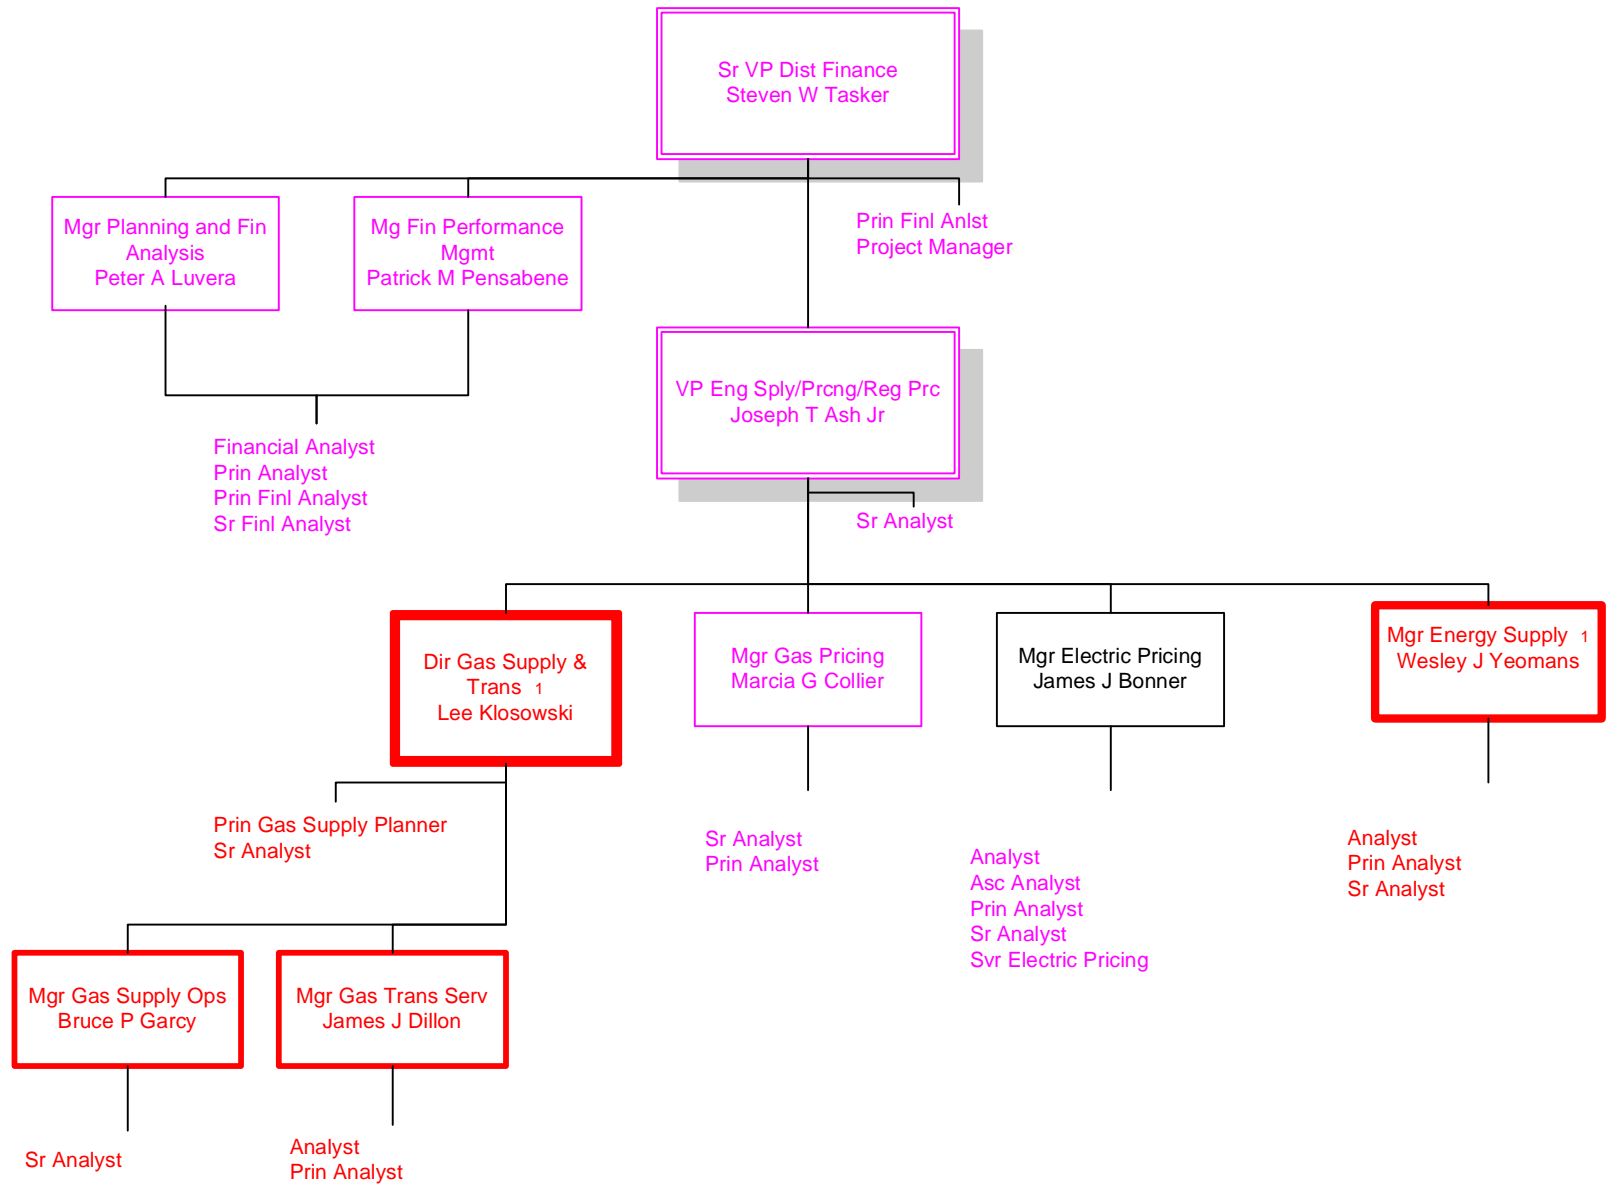 Sr VP Dist Finance
Steven W Tasker
Mgr Planning and Fin
Analysis
Peter A Luvera
Mg Fin Performance
Mgmt
Patrick M Pensabene
Prin Finl Anlst
Project Manager
VP Eng Sply/Prcng/Reg Prc
Joseph T Ash Jr
Financial Analyst
Prin Analyst
Prin Finl Analyst
Sr Finl Analyst
Sr Analyst
Dir Gas Supply &
Trans 1
Lee Klosowski
Mgr Gas Pricing
Marcia G Collier
Mgr Electric Pricing
James J Bonner
Mgr Energy Supply 1
Wesley J Yeomans
Prin Gas Supply Planner
Sr Analyst
Sr Analyst
Prin Analyst
Analyst
Asc Analyst
Prin Analyst
Sr Analyst
Svr Electric Pricing
Analyst
Prin Analyst
Sr Analyst
Mgr Gas Supply Ops
Bruce P Garcy
Mgr Gas Trans Serv
James J Dillon
Sr Analyst
Analyst
Prin Analyst